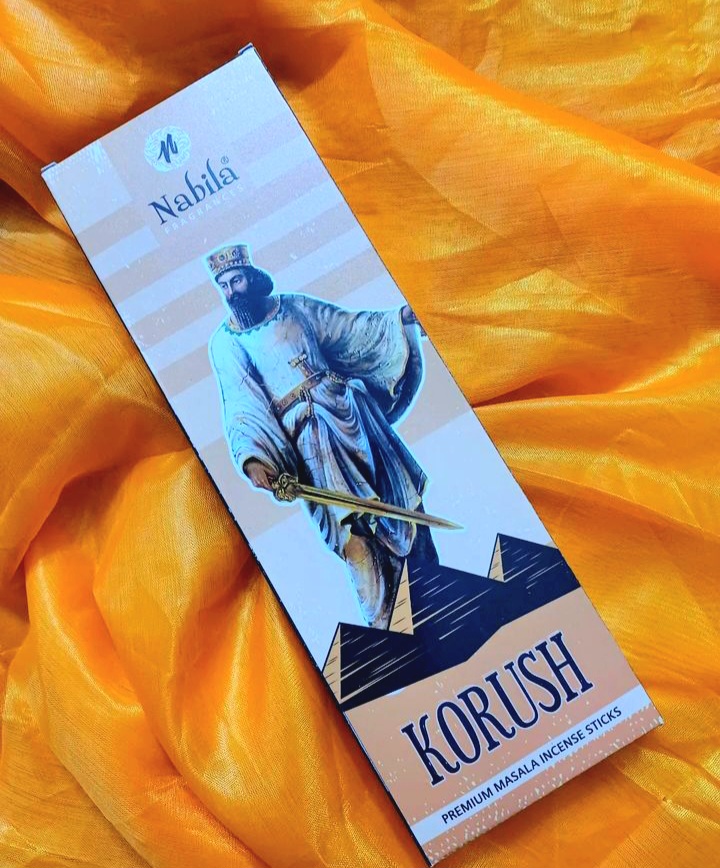 n
Nabila®
FRAGRANCES
KORUSH
PREMIUM MASALA INCENSE STICKS